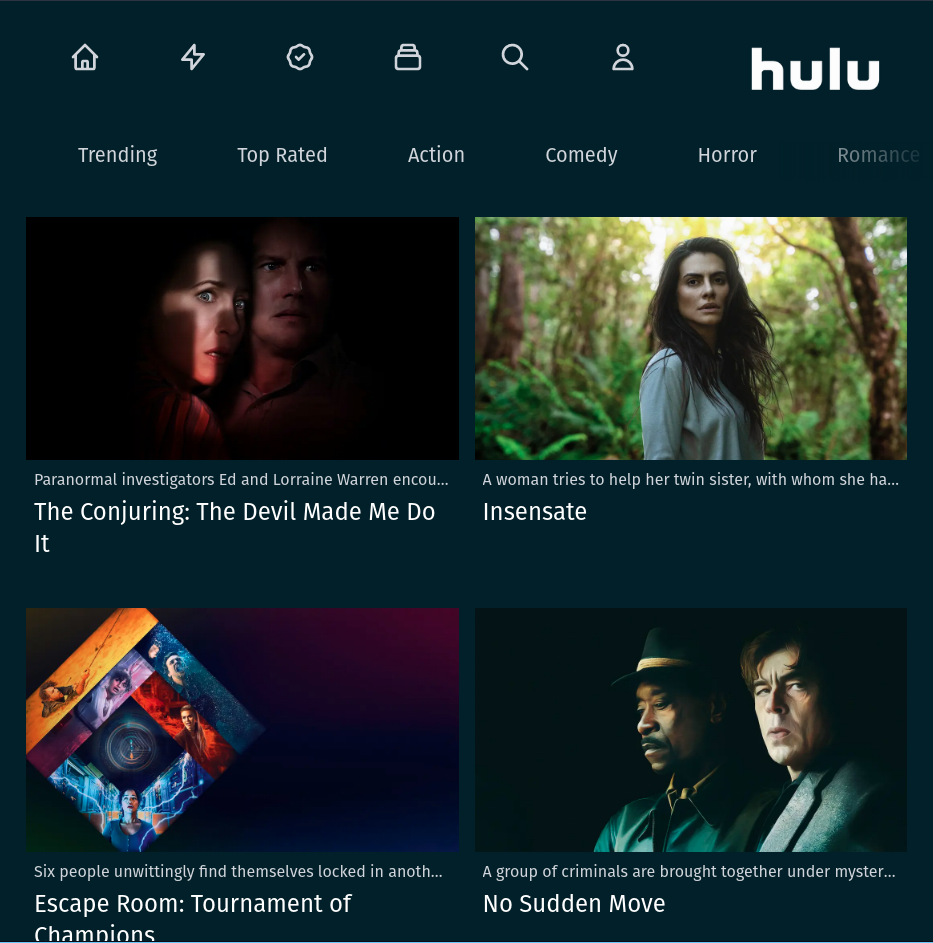 hulu
Trending Top Rated Action Comedy Horror Romance
Paranormal investigators Ed and Lorraine Warren encou...
The Conjuring: The Devil Made Me Do
It
A woman tries to help her twin sister, with whom she ha...
Insensate
Six people unwittingly find themselves locked in anoth...
Escape Room: Tournament of
Champions
A group of criminals are brought together under myster...
No Sudden Move